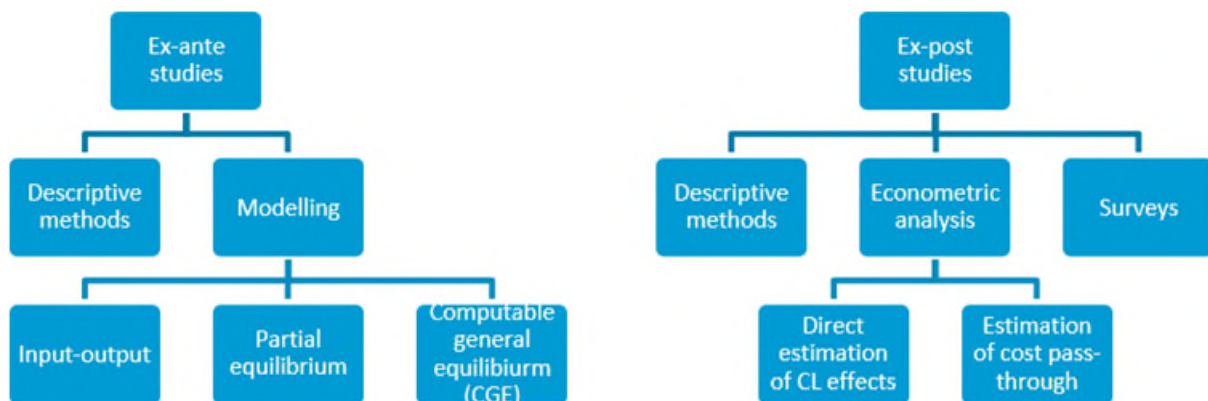 Ex-ante
studies
Descriptive
methods
Modelling
Input-output
Partial
equilibrium
Computable
general
equilibiurm
(CGE)
Ex-post
studies
Descriptive
methods
Econometric
analysis
Surveys
Direct
estimation
of CL effects
Estimation
of cost pass-
through